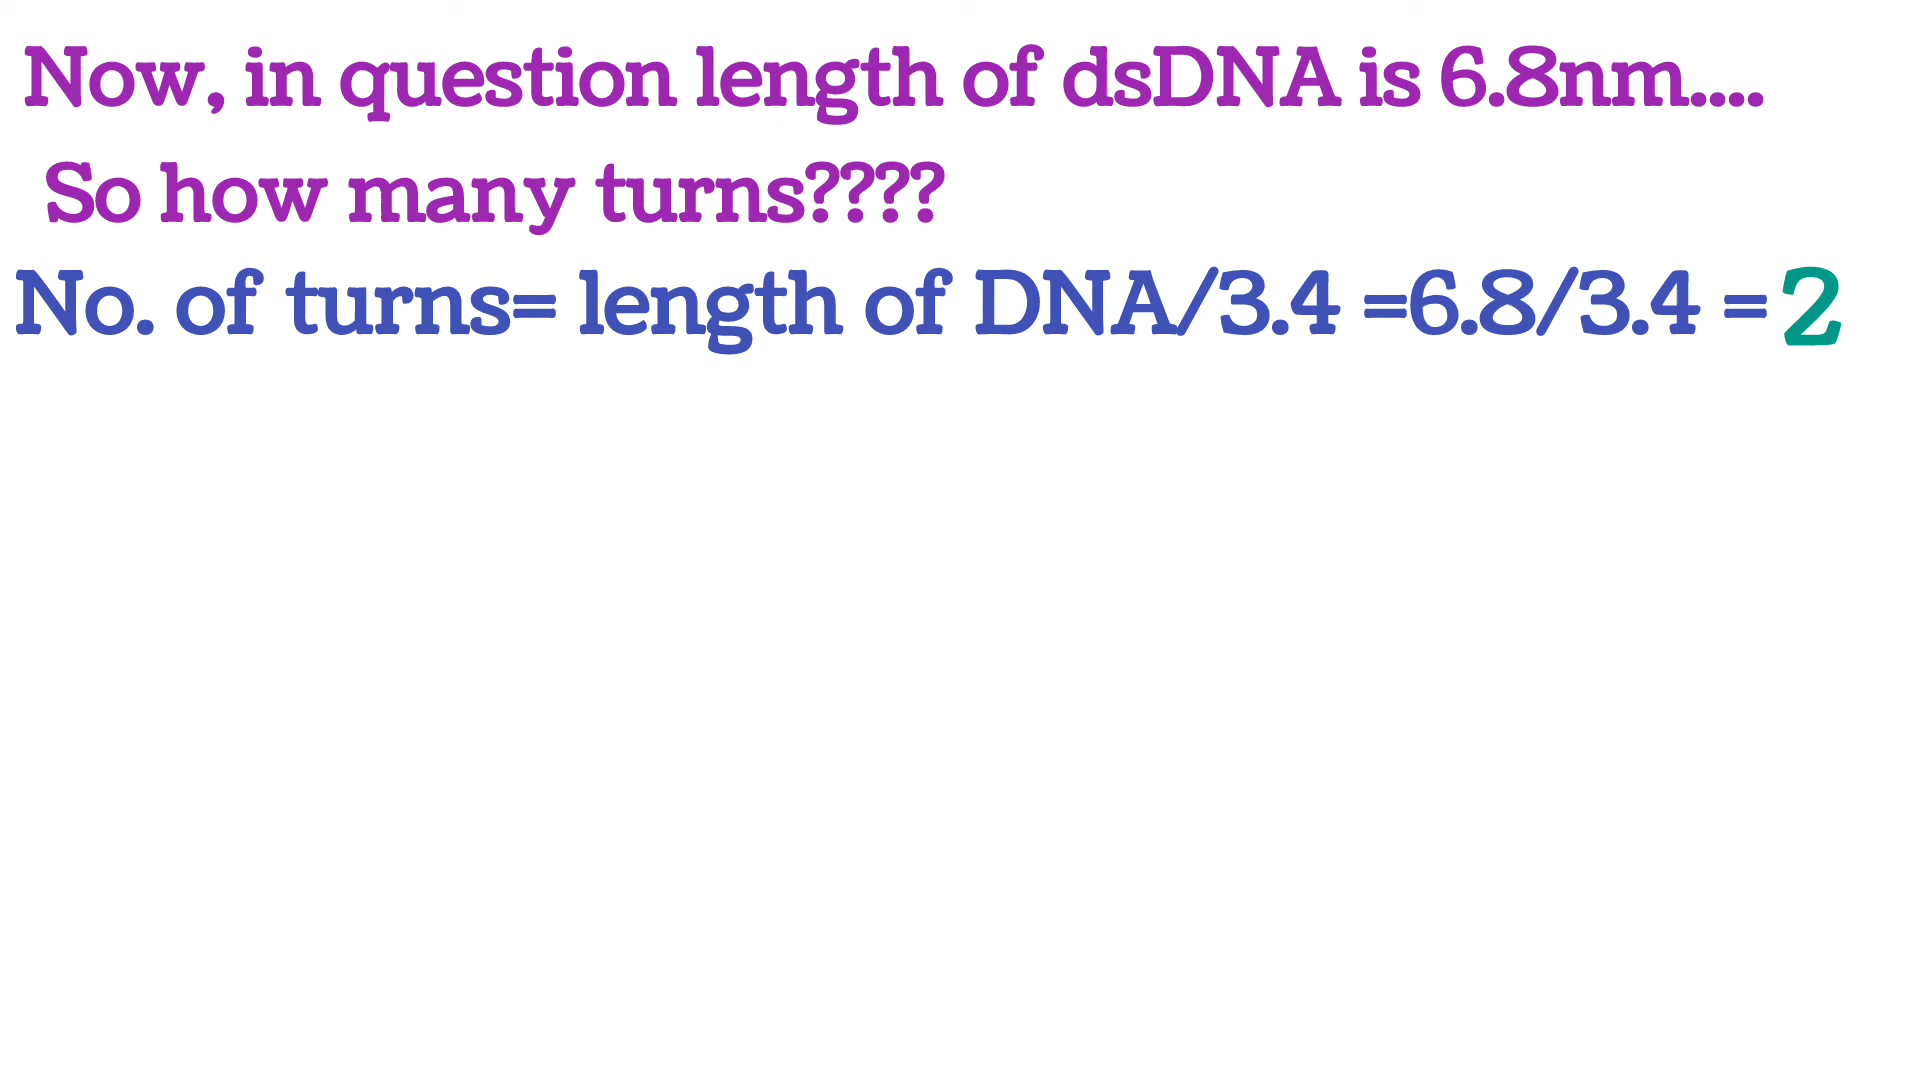 Now, in question length of dsDNA is 6.8nm....
So how many turns????
No. of turns= length of DNA/3.4 =6.8/3.4 = 2